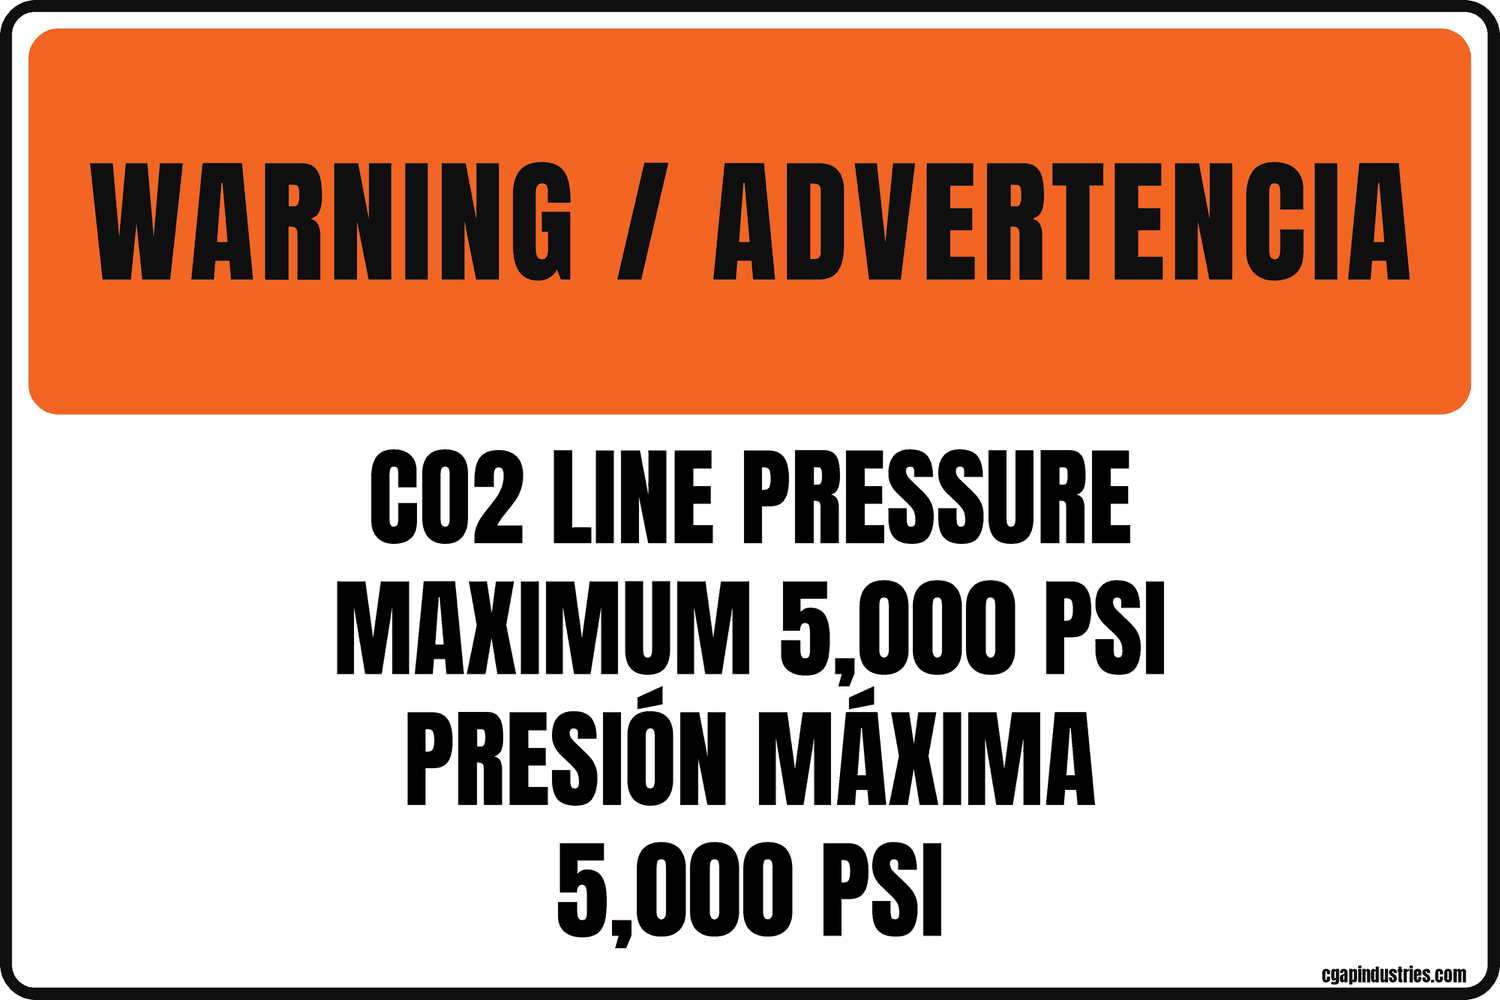 WARNING / ADVERTENCIA
CO2 LINE PRESSURE
MAXIMUM 5,000 PSI
PRESIÓN MÁXIMA
5,000 PSI
cgapindustries.com